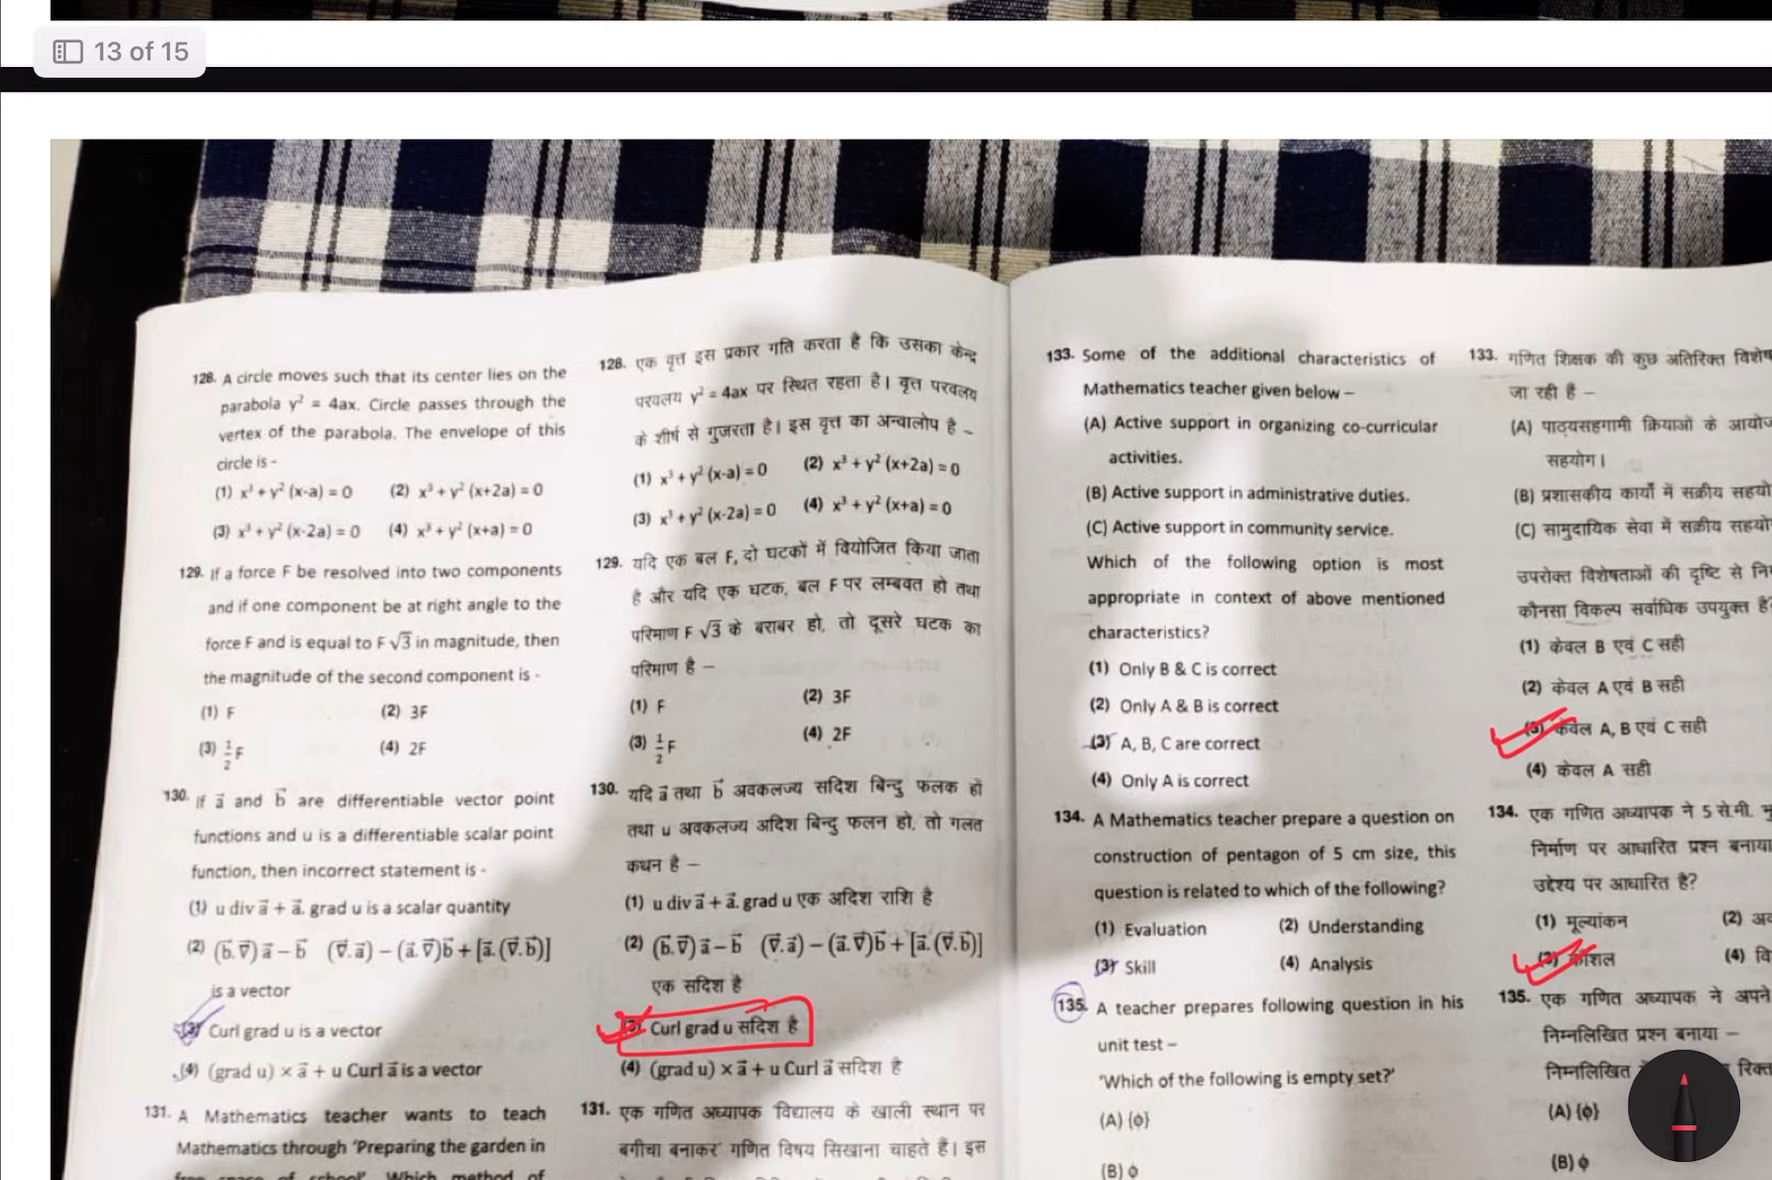 13 of 15
128. A circle moves such that its center lies on the
parabola y² = 4ax. Circle passes through the
vertex of the parabola. The envelope of this
circle is -
(1) x³ + y² (x-a) = 0 (2) x³ + y² (x+2a) = 0
(3) x³ + y² (x-2a) = 0 (4) x³ + y² (x+a) = 0
129. If a force F be resolved into two components
and if one component be at right angle to the
force F and is equal to F √3 in magnitude, then
the magnitude of the second component is -
(1) F (2) 3F
(3) 1/2 F (4) 2F
130. If a⃗ and b⃗ are differentiable vector point
functions and u is a differentiable scalar point
function, then incorrect statement is -
(1) u div a⃗ + a⃗. grad u is a scalar quantity
(2) (b⃗.∇⃗) a⃗ – b⃗ (∇⃗.a⃗) – (a⃗.∇⃗)b⃗ + [a⃗.(∇⃗.b⃗)]
is a vector
(3) Curl grad u is a vector
(4) (grad u) × a⃗ + u Curl a⃗ is a vector
131. A Mathematics teacher wants to teach
Mathematics through ‘Preparing the garden in
free space of school’. Which method of
128. एक वृत्त इस प्रकार गति करता है कि उसका केन्द्र
परवलय y² = 4ax पर स्थित रहता है। वृत्त परवलय
के शीर्ष से गुजरता है। इस वृत्त का अन्वालोप है –
(1) x³ + y² (x-a) = 0 (2) x³ + y² (x+2a) = 0
(3) x³ + y² (x-2a) = 0 (4) x³ + y² (x+a) = 0
129. यदि एक बल F, दो घटकों में वियोजित किया जाता
है और यदि एक घटक, बल F पर लम्बवत हो तथा
परिमाण F √3 के बराबर हो, तो दूसरे घटक का
परिमाण है –
(1) F (2) 3F
(3) 1/2 F (4) 2F
130. यदि a⃗ तथा b⃗ अवकलज्य सदिश बिन्दु फलक हों
तथा u अवकलज्य अदिश बिन्दु फलन हो, तो गलत
कथन है –
(1) u div a⃗ + a⃗. grad u एक अदिश राशि है
(2) (b⃗.∇⃗) a⃗ – b⃗ (∇⃗.a⃗) – (a⃗.∇⃗)b⃗ + [a⃗.(∇⃗.b⃗)]
एक सदिश है
(3) Curl grad u सदिश है
(4) (grad u) × a⃗ + u Curl a⃗ सदिश है
131. एक गणित अध्यापक ‘विद्यालय के खाली स्थान पर
बगीचा बनाकर’ गणित विषय सिखाना चाहते है। इस
133. Some of the additional characteristics of
Mathematics teacher given below –
(A) Active support in organizing co-curricular
activities.
(B) Active support in administrative duties.
(C) Active support in community service.
Which of the following option is most
appropriate in context of above mentioned
characteristics?
(1) Only B & C is correct
(2) Only A & B is correct
(3) A, B, C are correct
(4) Only A is correct
134. A Mathematics teacher prepare a question on
construction of pentagon of 5 cm size, this
question is related to which of the following?
(1) Evaluation (2) Understanding
(3) Skill (4) Analysis
135. A teacher prepares following question in his
unit test –
‘Which of the following is empty set?’
(A) {ϕ}
(B) ϕ
133. गणित शिक्षक की कुछ अतिरिक्त
जा रही है –
(A) पाठ्यसहगामी क्रियाओं के
सहयोग।
(B) प्रशासकीय कार्यों में सक्रीय
(C) सामुदायिक सेवा में सक्रीय
उपरोक्त विशेषताओं की दृष्टि से
कौनसा विकल्प सर्वाधिक उपयुक्त है?
(1) केवल B एवं C सही
(2) केवल A एवं B सही
(3) केवल A, B एवं C सही
(4) केवल A सही
134. एक गणित अध्यापक ने 5 से.मी.
निर्माण पर आधारित प्रश्न बनाया
उद्देश्य पर आधारित है?
(1) मूल्यांकन (2)
(3) कौशल (4)
135. एक गणित अध्यापक ने अपने
निम्नलिखित प्रश्न बनाया –
निम्नलिखित
(A) {ϕ}
(B) ϕ